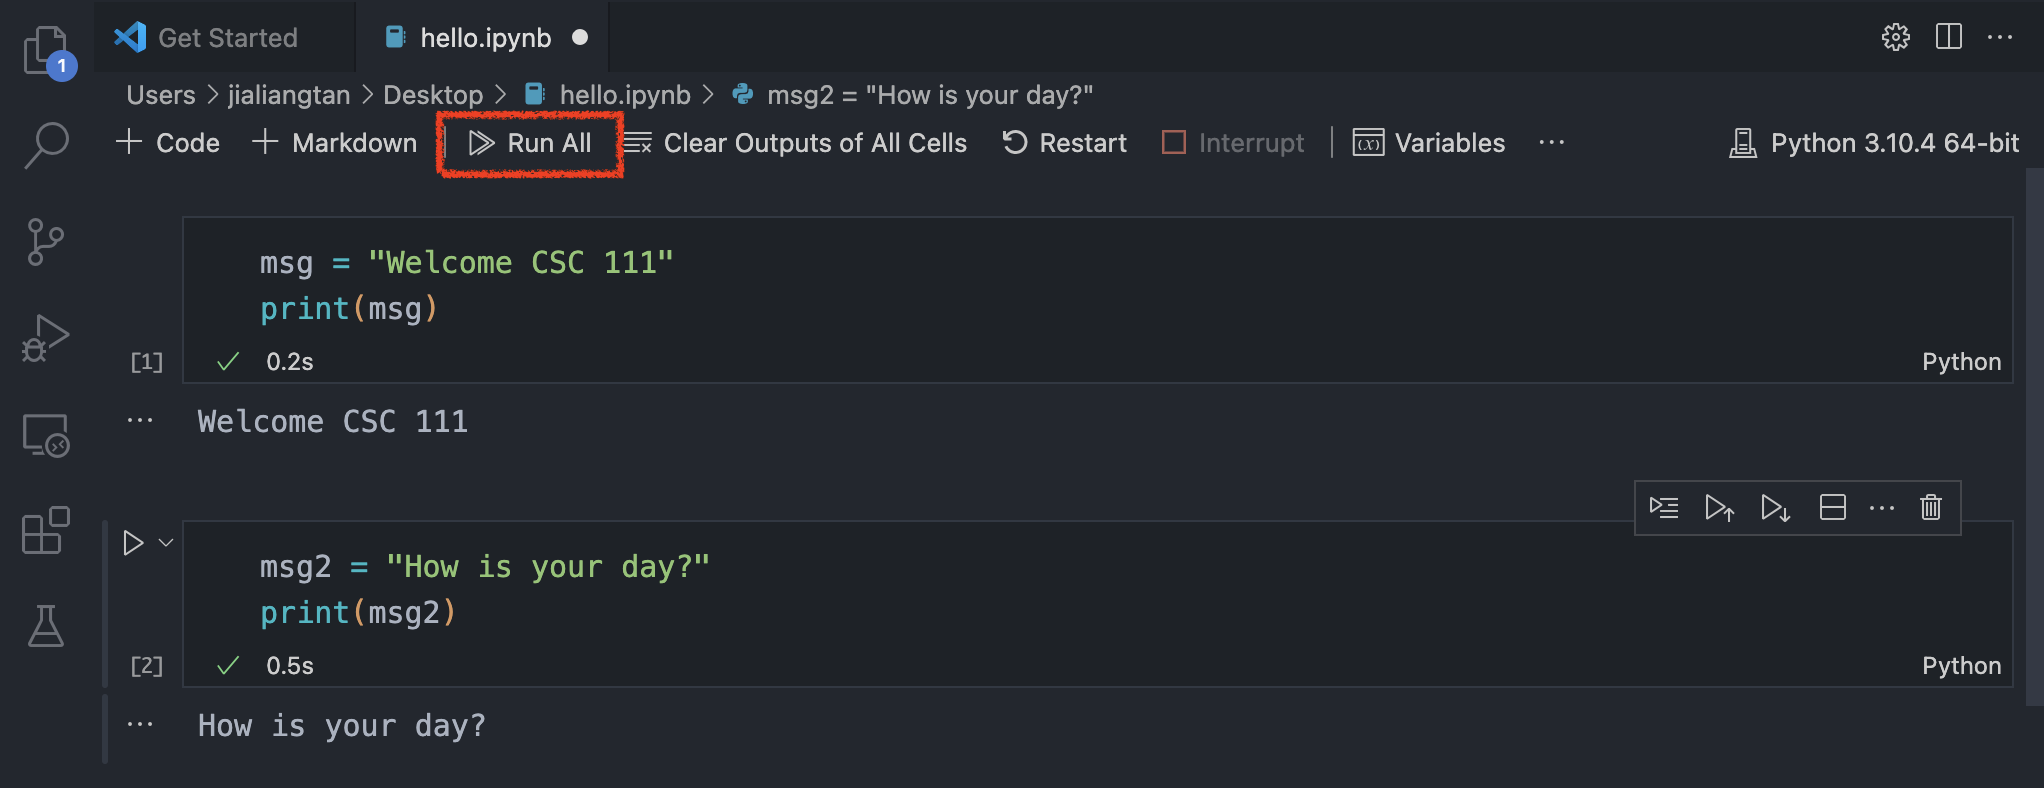 1
Get Started
hello.ipynb
Users > jialiangtan > Desktop > hello.ipynb > msg2 = "How is your day?"
+ Code + Markdown Run All Clear Outputs of All Cells Restart Interrupt (x) Variables ... Python 3.10.4 64-bit
msg = "Welcome CSC 111"
print(msg)
[1] ✓ 0.2s Python
... Welcome CSC 111
msg2 = "How is your day?"
print(msg2)
[2] ✓ 0.5s Python
... How is your day?